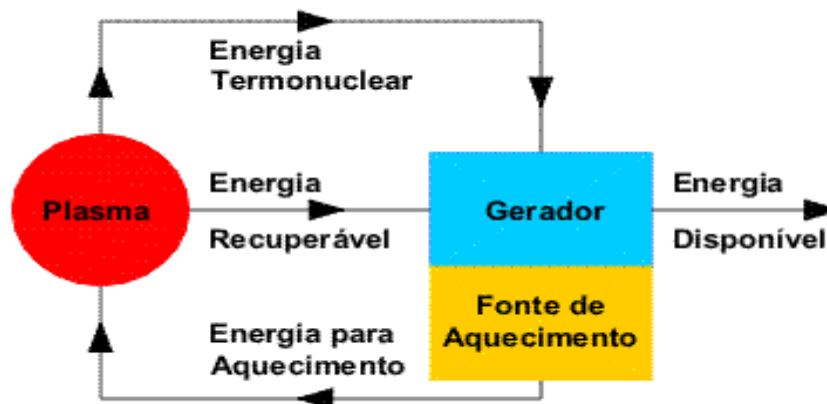 Energia
Termonuclear
Plasma
Energia
Recuperável
Gerador
Energia
Disponível
Fonte de
Aquecimento
Energia para
Aquecimento